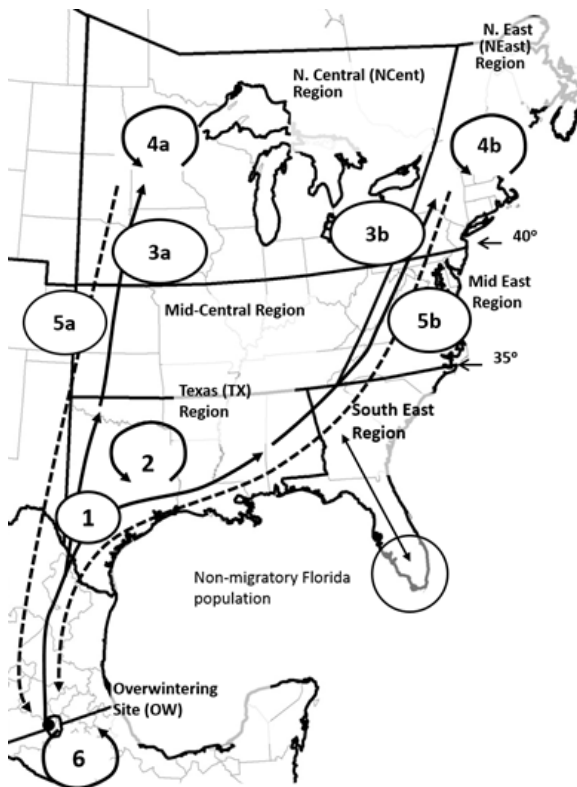 N. East
(NEast)
Region
N. Central (NCent)
Region
4a
4b
3a
3b
40°
Mid East
Region
Mid-Central Region
5a
5b
35°
Texas (TX)
Region
South East
Region
2
1
Non-migratory Florida
population
Overwintering
Site (OW)
6